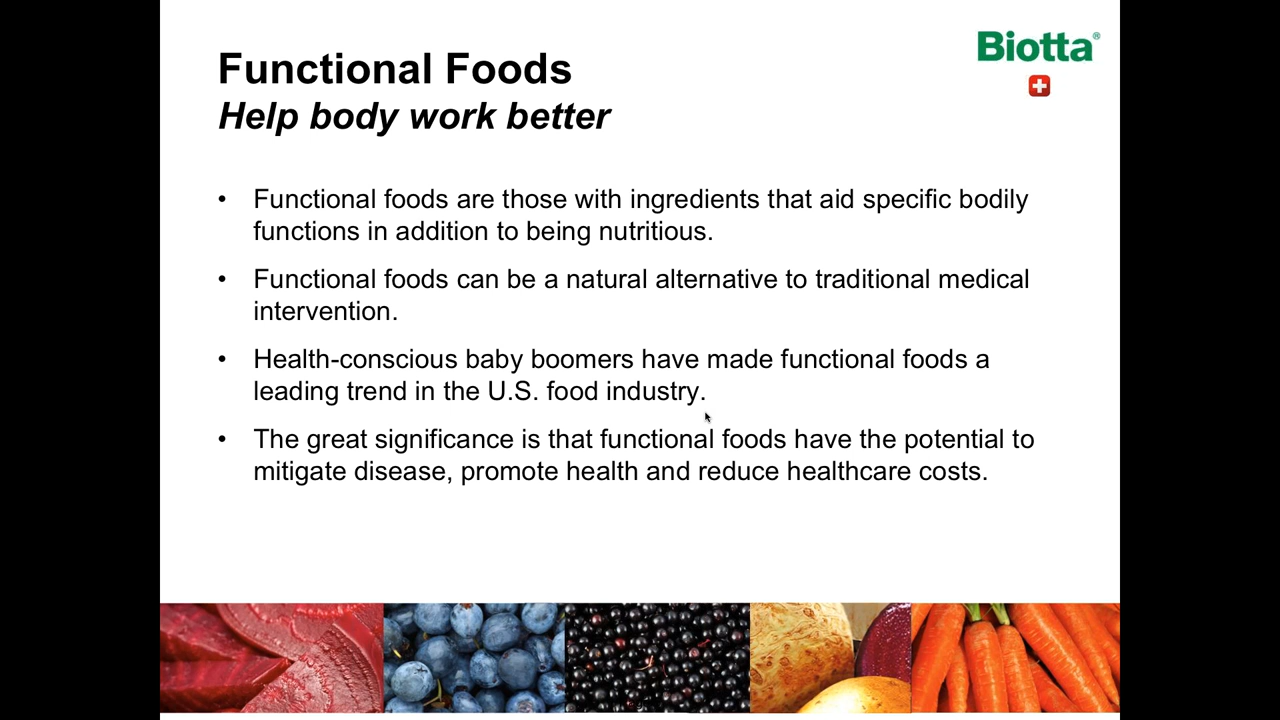 Biotta®
Functional Foods
Help body work better
• Functional foods are those with ingredients that aid specific bodily
functions in addition to being nutritious.
• Functional foods can be a natural alternative to traditional medical
intervention.
• Health-conscious baby boomers have made functional foods a
leading trend in the U.S. food industry.
• The great significance is that functional foods have the potential to
mitigate disease, promote health and reduce healthcare costs.